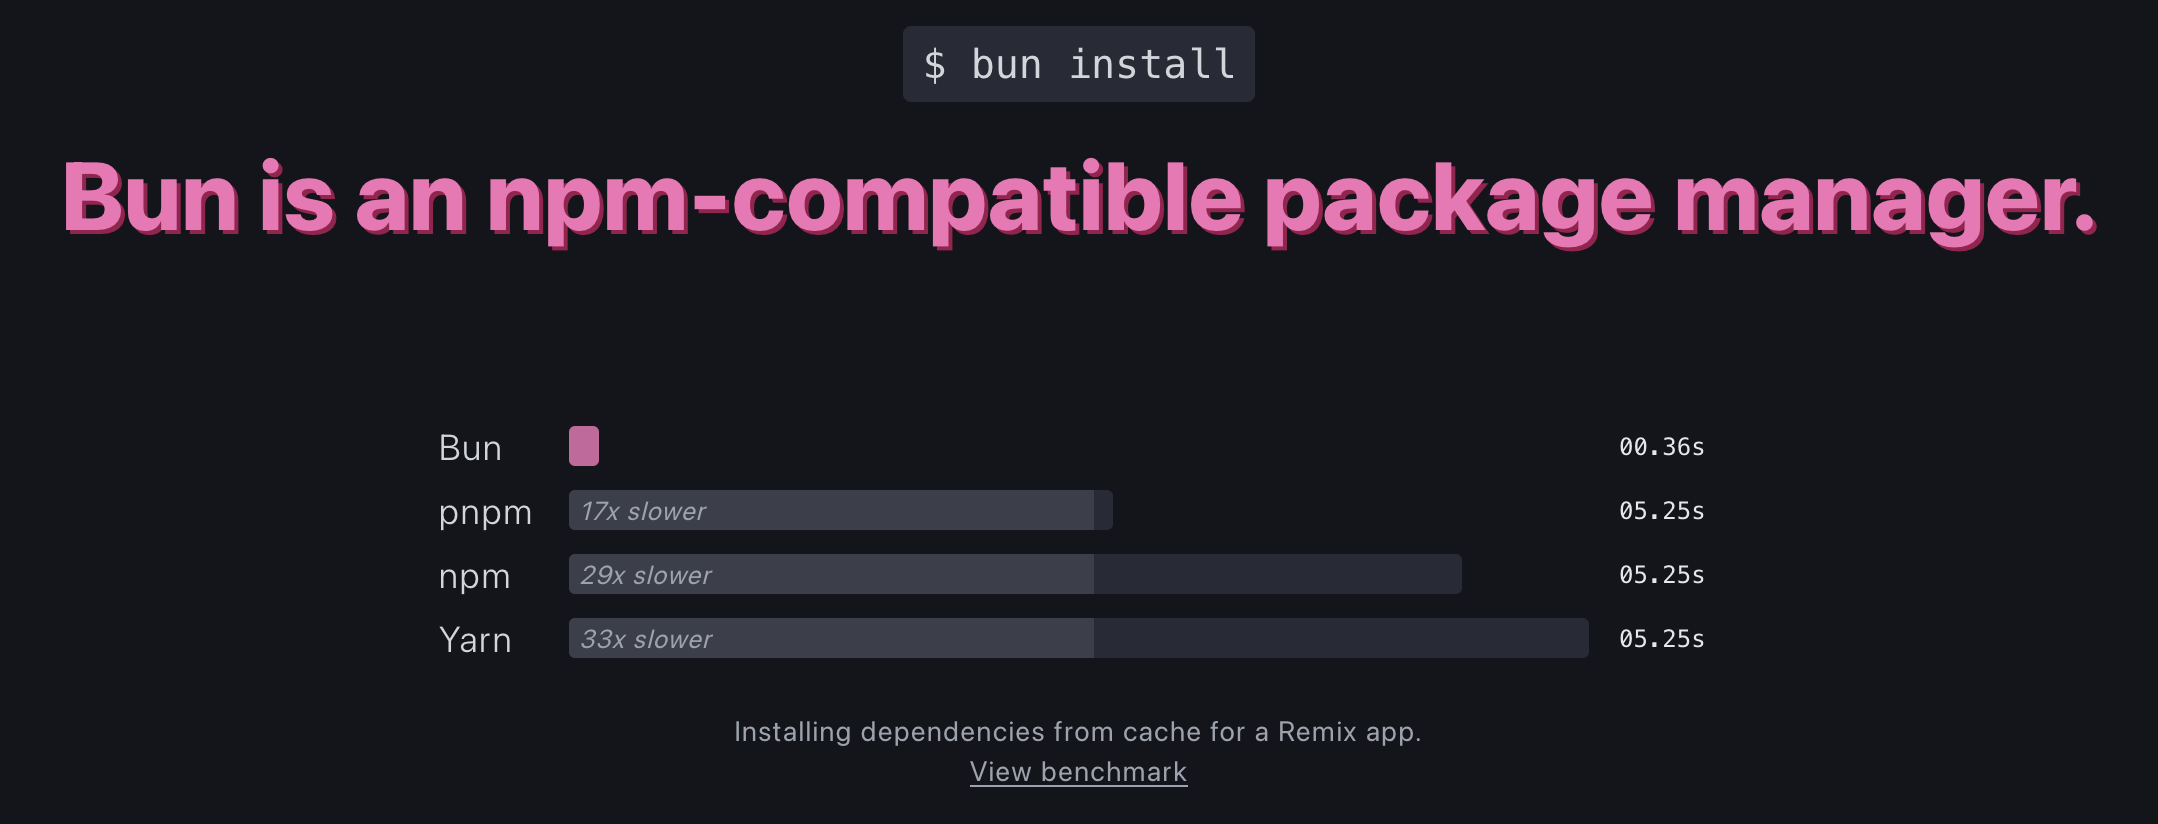 $ bun install
Bun is an npm-compatible package manager.
Bun 00.36s
pnpm 17x slower 05.25s
npm 29x slower 05.25s
Yarn 33x slower 05.25s
Installing dependencies from cache for a Remix app.
View benchmark